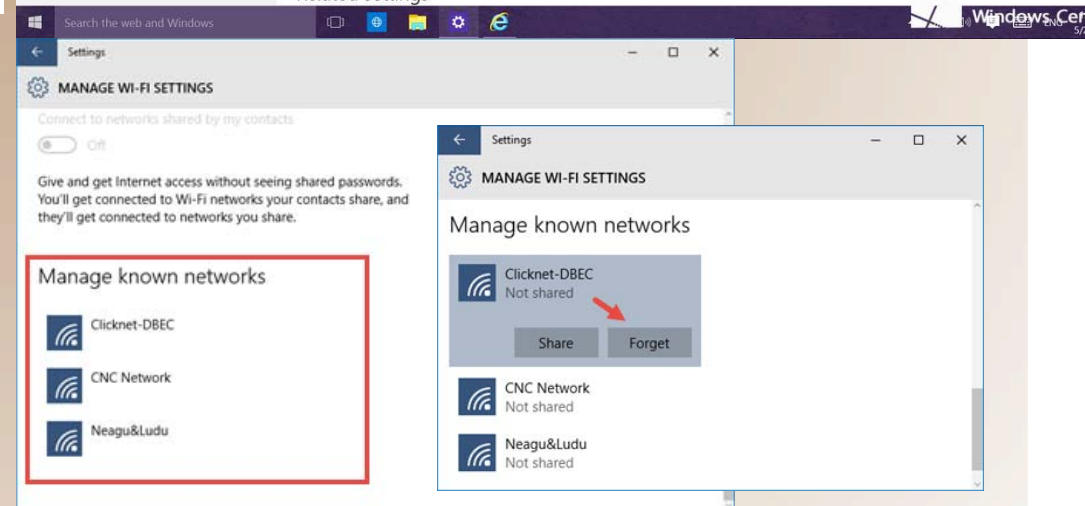 Related settings
Search the web and Windows
ENG
Settings
MANAGE WI-FI SETTINGS
Connect to networks shared by my contacts
Off
Give and get Internet access without seeing shared passwords.
You'll get connected to Wi-Fi networks your contacts share, and
they'll get connected to networks you share.
Manage known networks
Clicknet-DBEC
CNC Network
Neagu&Ludu
Settings
MANAGE WI-FI SETTINGS
Manage known networks
Clicknet-DBEC
Not shared
Share
Forget
CNC Network
Not shared
Neagu&Ludu
Not shared